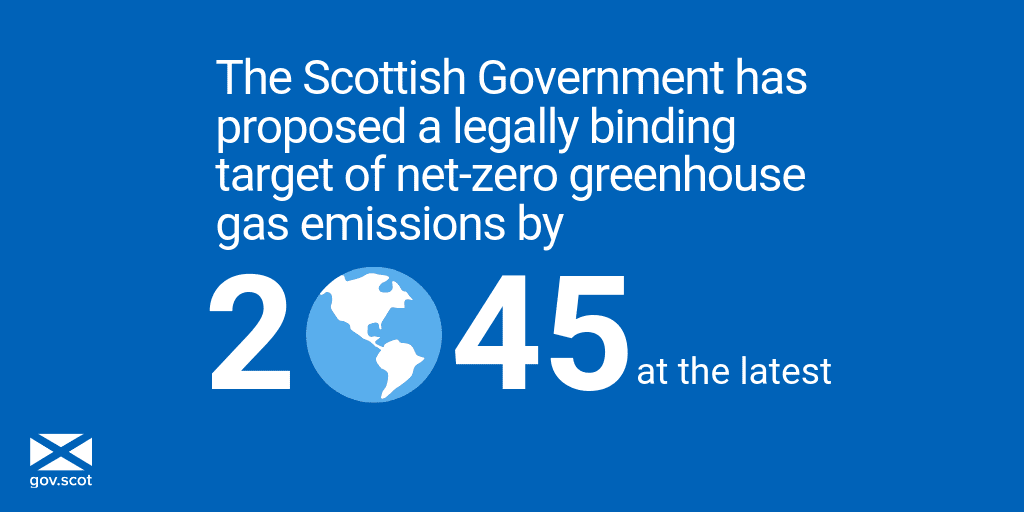 The Scottish Government has
proposed a legally binding
target of net-zero greenhouse
gas emissions by
2045 at the latest
gov.scot